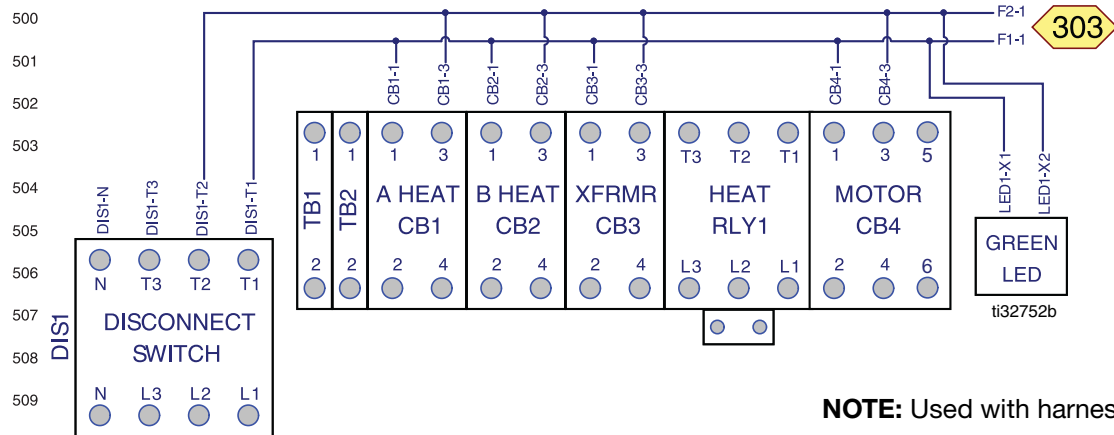 500
F2-1
303
F1-1
501
CB1-1
CB1-3
CB2-1
CB2-3
CB3-1
CB3-3
CB4-1
CB4-3
502
503
1
1
1
3
1
3
1
3
T3
T2
T1
1
3
5
504
DIS1-N
DIS1-T3
DIS1-T2
DIS1-T1
TB1
TB2
A HEAT
CB1
B HEAT
CB2
XFRMR
CB3
HEAT
RLY1
MOTOR
CB4
LED1-X1
LED1-X2
505
GREEN
LED
506
N
T3
T2
T1
2
2
2
4
2
4
2
4
L3
L2
L1
2
4
6
ti32752b
507
DIS1
DISCONNECT
SWITCH
508
509
N
L3
L2
L1
NOTE: Used with harnes